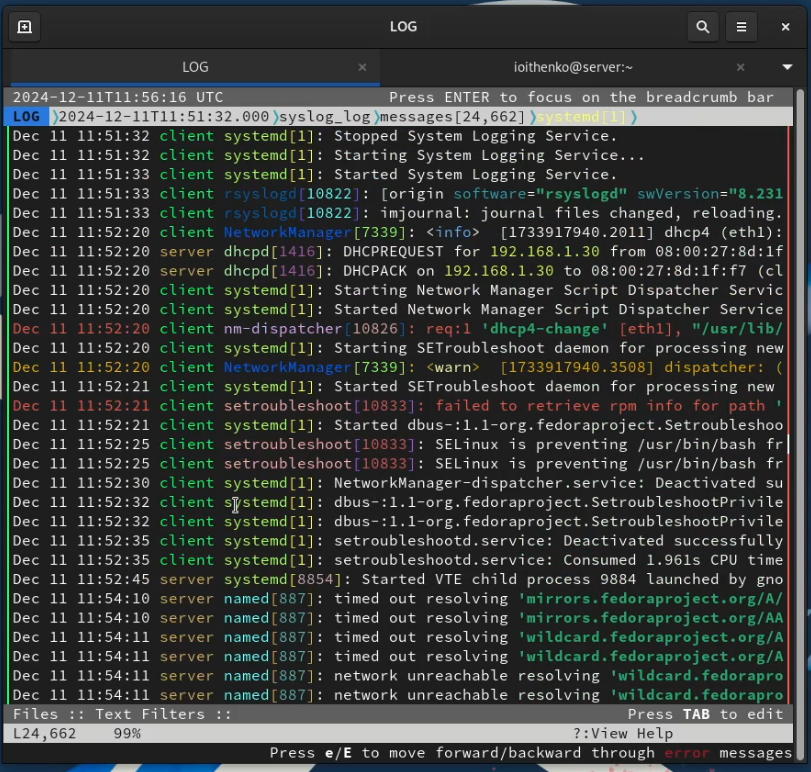 LOG
LOG
ioithenko@server:~
2024-12-11T11:56:16 UTC Press ENTER to focus on the breadcrumb bar
LOG ⟩2024-12-11T11:51:32.000⟩syslog_log⟩messages[24,662]⟩systemd[1]⟩
Dec 11 11:51:32 client systemd[1]: Stopped System Logging Service.
Dec 11 11:51:32 client systemd[1]: Starting System Logging Service...
Dec 11 11:51:33 client systemd[1]: Started System Logging Service.
Dec 11 11:51:33 client rsyslogd[10822]: [origin software="rsyslogd" swVersion="8.231
Dec 11 11:51:33 client rsyslogd[10822]: imjournal: journal files changed, reloading.
Dec 11 11:52:20 client NetworkManager[7339]: <info> [1733917940.2011] dhcp4 (eth1):
Dec 11 11:52:20 server dhcpd[1416]: DHCPREQUEST for 192.168.1.30 from 08:00:27:8d:1f
Dec 11 11:52:20 server dhcpd[1416]: DHCPACK on 192.168.1.30 to 08:00:27:8d:1f:f7 (cl
Dec 11 11:52:20 client systemd[1]: Starting Network Manager Script Dispatcher Servic
Dec 11 11:52:20 client systemd[1]: Started Network Manager Script Dispatcher Service
Dec 11 11:52:20 client nm-dispatcher[10826]: req:1 'dhcp4-change' [eth1], "/usr/lib/
Dec 11 11:52:20 client systemd[1]: Starting SETroubleshoot daemon for processing new
Dec 11 11:52:20 client NetworkManager[7339]: <warn> [1733917940.3508] dispatcher: (
Dec 11 11:52:21 client systemd[1]: Started SETroubleshoot daemon for processing new
Dec 11 11:52:21 client setroubleshoot[10833]: failed to retrieve rpm info for path '
Dec 11 11:52:21 client systemd[1]: Started dbus-:1.1-org.fedoraproject.Setroubleshoo
Dec 11 11:52:25 client setroubleshoot[10833]: SELinux is preventing /usr/bin/bash fr
Dec 11 11:52:25 client setroubleshoot[10833]: SELinux is preventing /usr/bin/bash fr
Dec 11 11:52:30 client systemd[1]: NetworkManager-dispatcher.service: Deactivated su
Dec 11 11:52:32 client systemd[1]: dbus-:1.1-org.fedoraproject.SetroubleshootPrivile
Dec 11 11:52:32 client systemd[1]: dbus-:1.1-org.fedoraproject.SetroubleshootPrivile
Dec 11 11:52:35 client systemd[1]: setroubleshootd.service: Deactivated successfully
Dec 11 11:52:35 client systemd[1]: setroubleshootd.service: Consumed 1.961s CPU time
Dec 11 11:52:45 server systemd[8854]: Started VTE child process 9884 launched by gno
Dec 11 11:54:10 server named[887]: timed out resolving 'mirrors.fedoraproject.org/A/
Dec 11 11:54:10 server named[887]: timed out resolving 'mirrors.fedoraproject.org/AA
Dec 11 11:54:11 server named[887]: timed out resolving 'wildcard.fedoraproject.org/A
Dec 11 11:54:11 server named[887]: timed out resolving 'wildcard.fedoraproject.org/A
Dec 11 11:54:11 server named[887]: network unreachable resolving 'wildcard.fedorapro
Dec 11 11:54:11 server named[887]: network unreachable resolving 'wildcard.fedorapro
Files :: Text Filters :: Press TAB to edit
L24,662 99% ?:View Help
Press e/E to move forward/backward through error messages